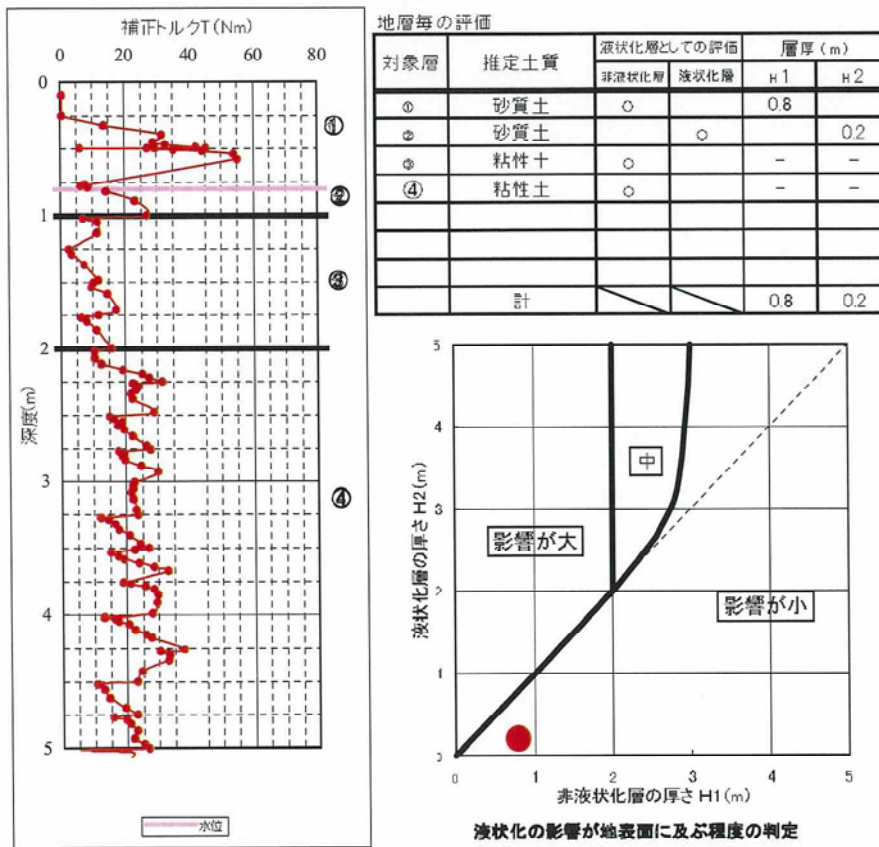 補正トルクT(Nm)
0 20 40 60 80
0
①
②
1
③
2
深度(m)
3
④
4
5
水位
地層毎の評価
対象層 推定土質 液状化層としての評価 層厚(m)
非液状化層 液状化層 H1 H2
① 砂質土 ○ 0.8
② 砂質土 ○ 0.2
③ 粘性土 ○ - -
④ 粘性土 ○ - -
計 0.8 0.2
5
4
中
3
液状化層の厚さ H2(m)
影響が大
2
影響が小
1
0
0 1 2 3 4 5
非液状化層の厚さH1(m)
液状化の影響が地表面に及ぶ程度の判定